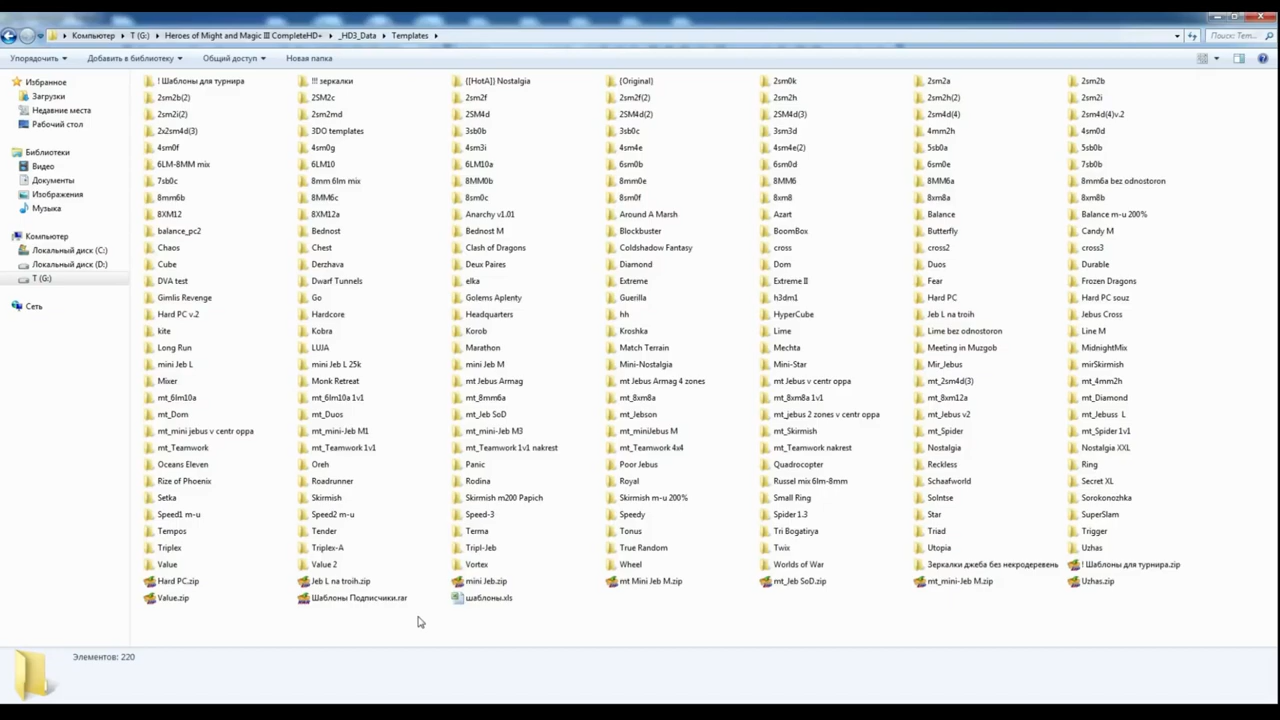 Компьютер ▸ T (G:) ▸ Heroes of Might and Magic III CompleteHD+ ▸ _HD3_Data ▸ Templates ▸
Поиск: Tem...
Упорядочить Добавить в библиотеку Общий доступ Новая папка
Избранное
Загрузки
Недавние места
Рабочий стол
Библиотеки
Видео
Документы
Изображения
Музыка
Компьютер
Локальный диск (C:)
Локальный диск (D:)
T (G:)
Сеть
! Шаблоны для турнира !!! зеркалки {[HotA]} Nostalgia {Original} 2sm0k 2sm2a 2sm2b
2sm2b(2) 2SM2c 2sm2f 2sm2f(2) 2sm2h 2sm2h(2) 2sm2i
2sm2i(2) 2sm2md 2SM4d 2SM4d(2) 2SM4d(3) 2sm4d(4) 2sm4d(4)v.2
2x2sm4d(3) 3DO templates 3sb0b 3sb0c 3sm3d 4mm2h 4sm0d
4sm0f 4sm0g 4sm3i 4sm4e 4sm4e(2) 5sb0a 5sb0b
6LM-8MM mix 6LM10 6LM10a 6sm0b 6sm0d 6sm0e 7sb0b
7sb0c 8mm 6lm mix 8MM0b 8mm0e 8MM6 8MM6a 8mm6a bez odnostoron
8mm6b 8MM6c 8sm0c 8sm0f 8xm8 8xm8a 8xm8b
8XM12 8XM12a Anarchy v1.01 Around A Marsh Azart Balance Balance m-u 200%
balance_pc2 Bednost Bednost M Blockbuster BoomBox Butterfly Candy M
Chaos Chest Clash of Dragons Coldshadow Fantasy cross cross2 cross3
Cube Derzhava Deux Paires Diamond Dom Duos Durable
DVA test Dwarf Tunnels elka Extreme Extreme II Fear Frozen Dragons
Gimlis Revenge Go Golems Aplenty Guerilla h3dm1 Hard PC Hard PC souz
Hard PC v.2 Hardcore Headquarters hh HyperCube Jeb L na troih Jebus Cross
kite Kobra Korob Kroshka Lime Lime bez odnostoron Line M
Long Run LUJA Marathon Match Terrain Mechta Meeting in Muzgob MidnightMix
mini Jeb L mini Jeb L 25k mini Jeb M Mini-Nostalgia Mini-Star Mir_Jebus mirSkirmish
Mixer Monk Retreat mt Jebus Armag mt Jebus Armag 4 zones mt Jebus v centr oppa mt_2sm4d(3) mt_4mm2h
mt_6lm10a mt_6lm10a 1v1 mt_8mm6a mt_8xm8a mt_8xm8a 1v1 mt_8xm12a mt_Diamond
mt_Dom mt_Duos mt_Jeb SoD mt_Jebson mt_jebus 2 zones v centr oppa mt_Jebus v2 mt_Jebuss L
mt_mini jebus v centr oppa mt_mini-Jeb M1 mt_mini-Jeb M3 mt_miniJebus M mt_Skirmish mt_Spider mt_Spider 1v1
mt_Teamwork mt_Teamwork 1v1 mt_Teamwork 1v1 nakrest mt_Teamwork 4x4 mt_Teamwork nakrest Nostalgia Nostalgia XXL
Oceans Eleven Oreh Panic Poor Jebus Quadrocopter Reckless Ring
Rize of Phoenix Roadrunner Rodina Royal Russel mix 6lm-8mm Schaafworld Secret XL
Setka Skirmish Skirmish m200 Papich Skirmish m-u 200% Small Ring Solntse Sorokonozhka
Speed1 m-u Speed2 m-u Speed-3 Speedy Spider 1.3 Star SuperSlam
Tempos Tender Terma Tonus Tri Bogatirya Triad Trigger
Triplex Triplex-A Tripl-Jeb True Random Twix Utopia Uzhas
Value Value 2 Vortex Wheel Worlds of War Зеркалки джеба без некродеревень ! Шаблоны для турнира.zip
Hard PC.zip Jeb L na troih.zip mini Jeb.zip mt Mini Jeb M.zip mt_Jeb SoD.zip mt_mini-Jeb M.zip Uzhas.zip
Value.zip Шаблоны Подписчики.rar шаблоны.xls
Элементов: 220